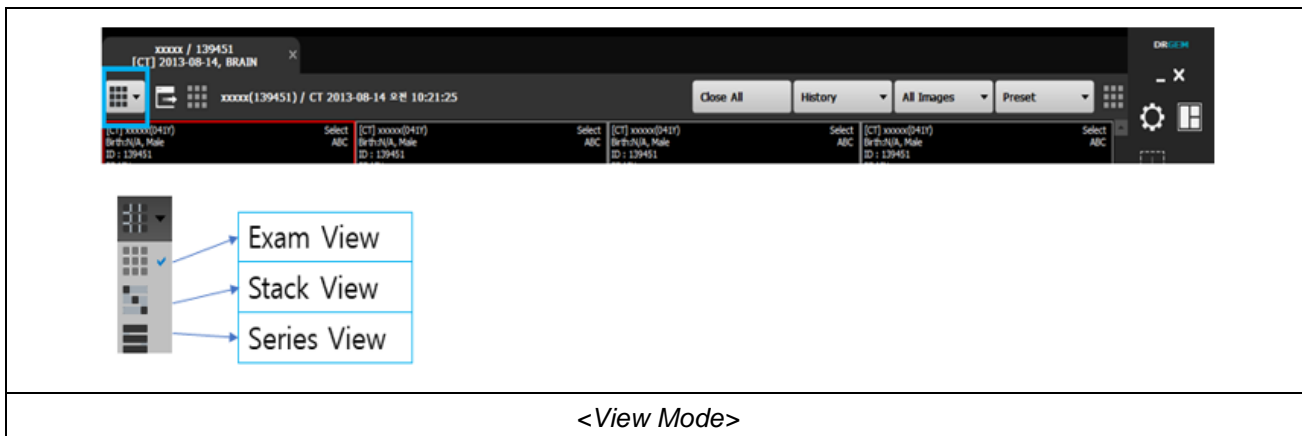 xxxxx / 139451
[CT] 2013-08-14, BRAIN
×
DRGEM
xxxxx(139451) / CT 2013-08-14 오전 10:21:25
Close All
History
All Images
Preset
[CT] xxxxx(041Y) Select
Birth:N/A, Male ABC
ID : 139451
[CT] xxxxx(041Y) Select
Birth:N/A, Male ABC
ID : 139451
[CT] xxxxx(041Y) Select
Birth:N/A, Male ABC
ID : 139451
[CT] xxxxx(041Y) Select
Birth:N/A, Male ABC
ID : 139451
Exam View
Stack View
Series View
<View Mode>